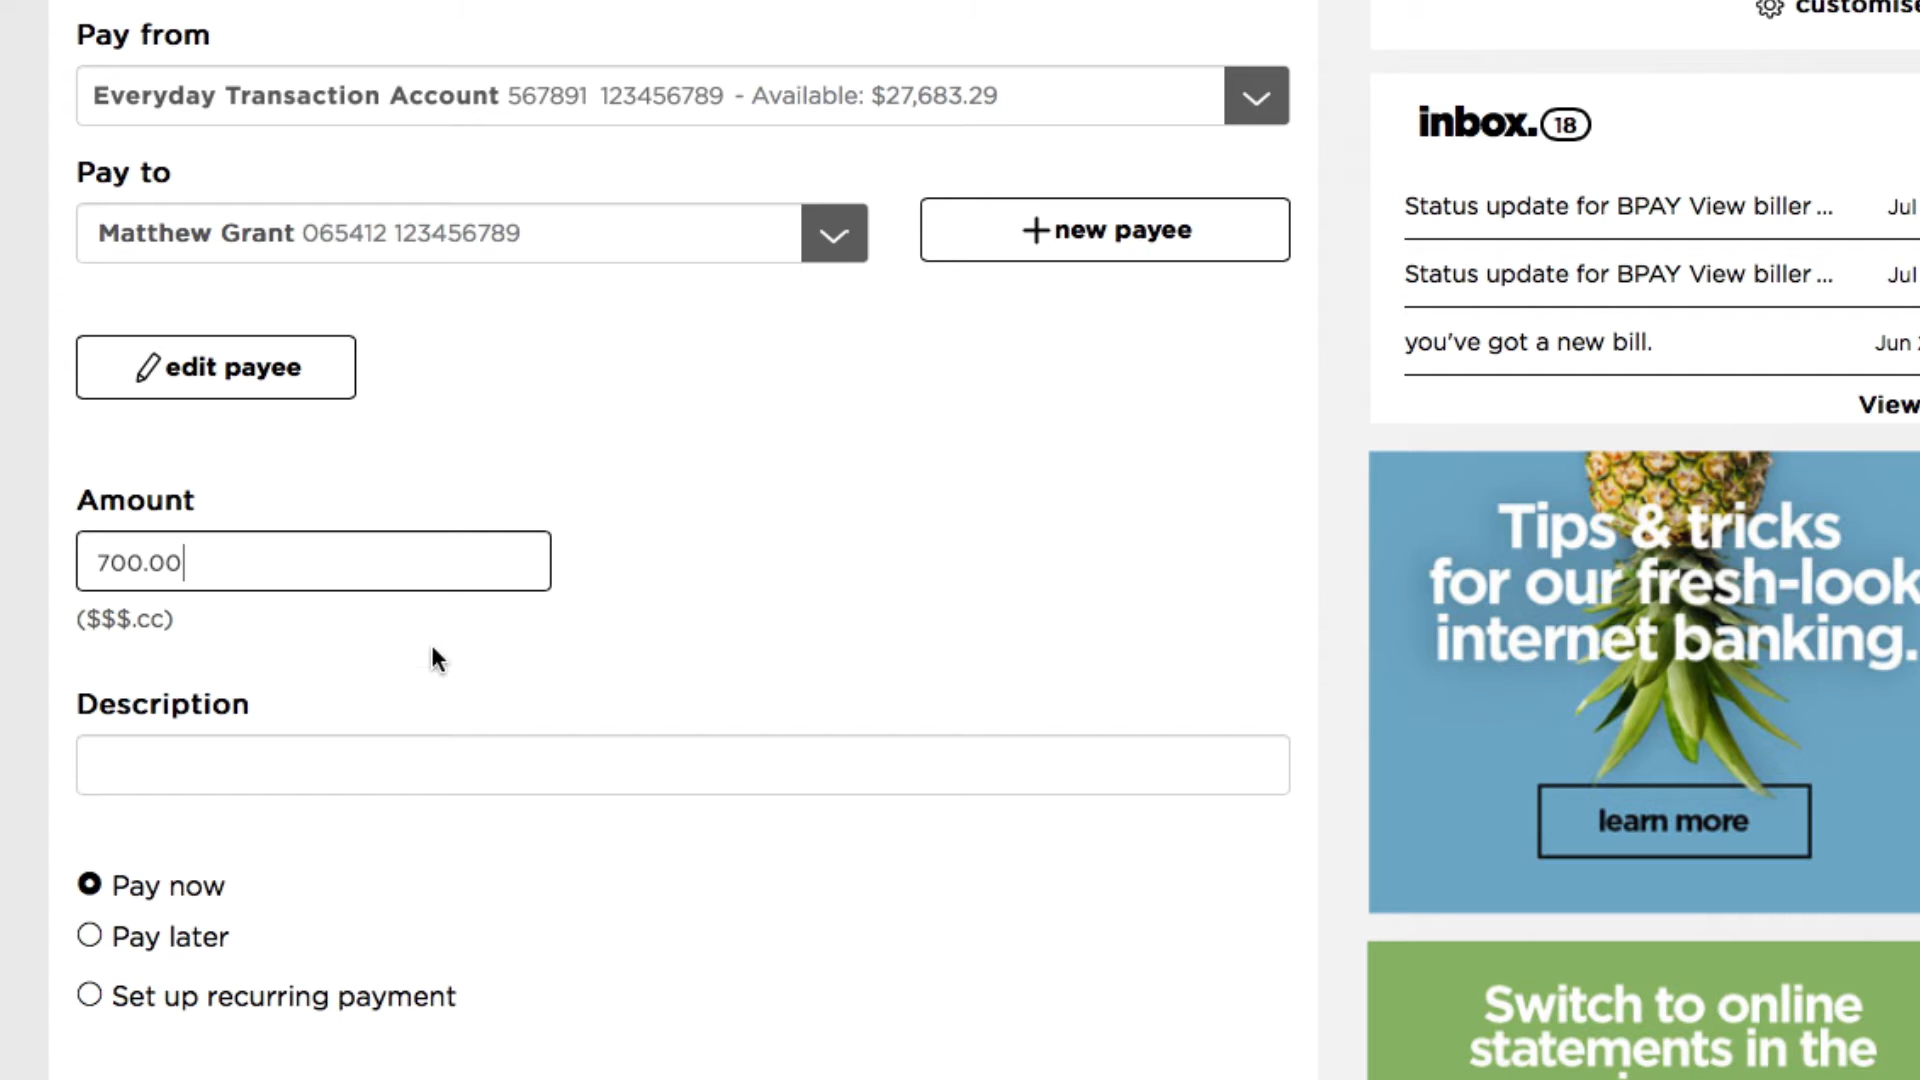 Pay from
Everyday Transaction Account 567891 123456789 - Available: $27,683.29
Pay to
Matthew Grant 065412 123456789
+new payee
edit payee
Amount
700.00
($$$.cc)
Description
Pay now
Pay later
Set up recurring payment
customise
inbox. 18
Status update for BPAY View biller ... Jul
Status update for BPAY View biller ... Jul
you've got a new bill. Jun
View
Tips & tricks
for our fresh-look
internet banking.
learn more
Switch to online
statements in the